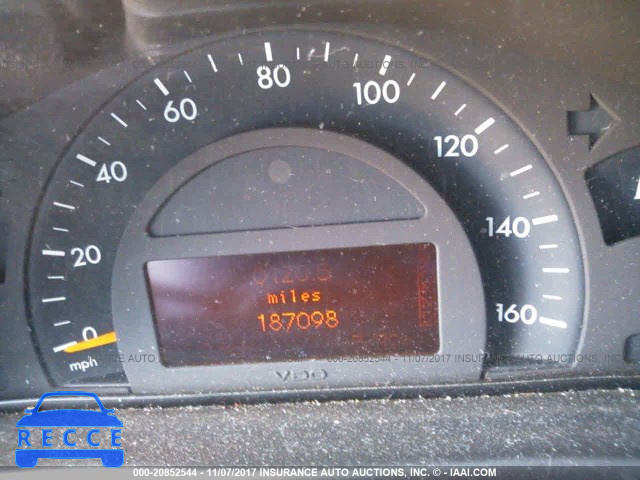 0
20
40
60
80
100
120
140
160
mph
miles
187098
VDO
RECCE
000-20852544 - 11/07/2017 INSURANCE AUTO AUCTIONS, INC. © - IAAI.COM